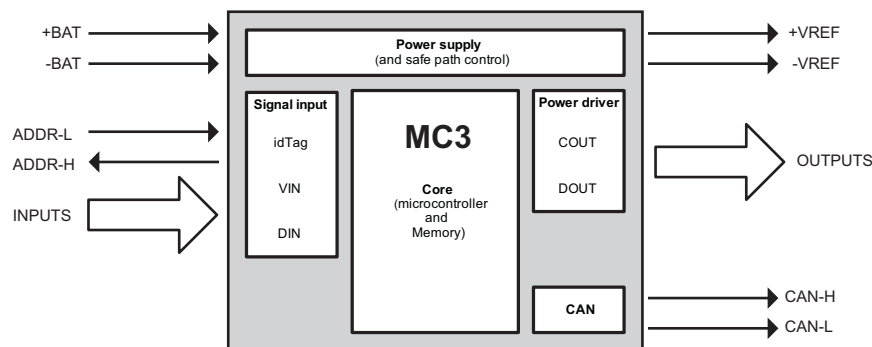 +BAT
-BAT
Power supply
(and safe path control)
+VREF
-VREF
ADDR-L
ADDR-H
INPUTS
Signal input
idTag
VIN
DIN
MC3
Core
(microcontroller
and
Memory)
Power driver
COUT
DOUT
OUTPUTS
CAN
CAN-H
CAN-L